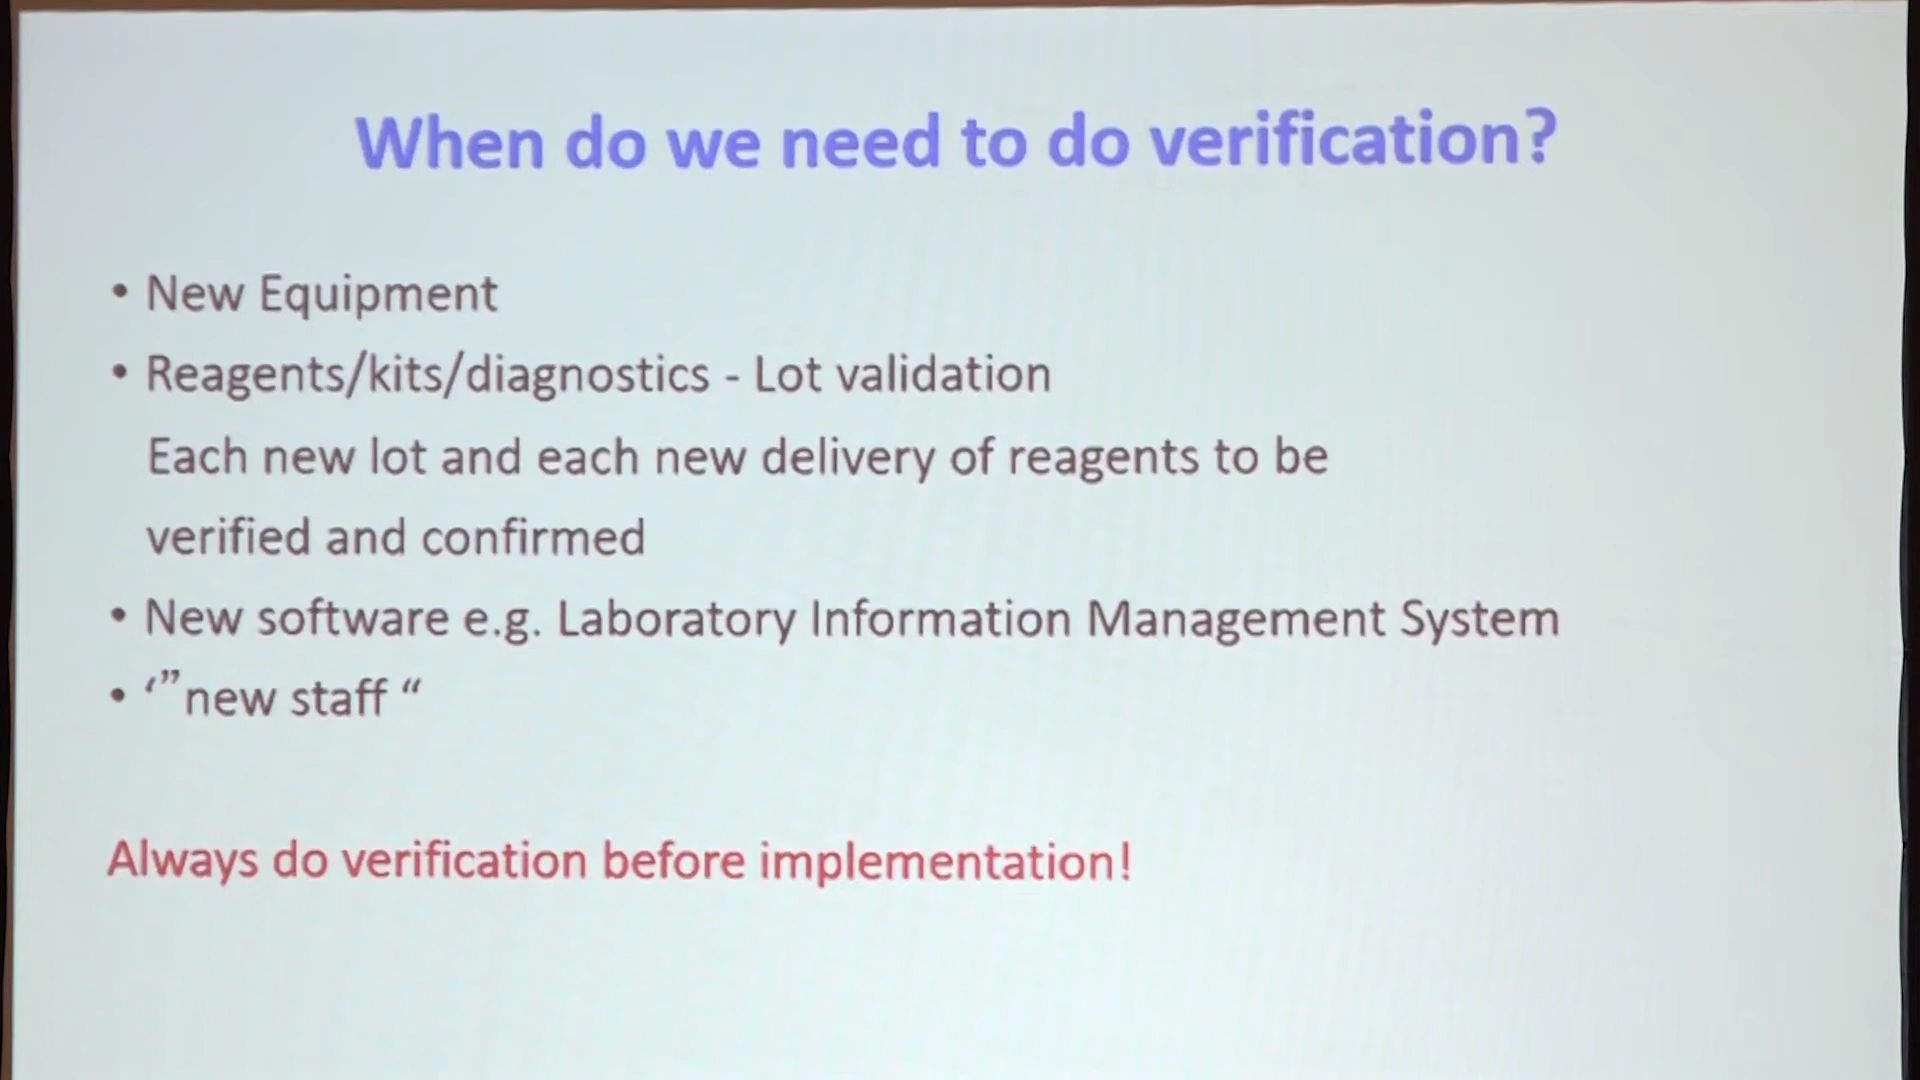 When do we need to do verification?
• New Equipment
• Reagents/kits/diagnostics - Lot validation
Each new lot and each new delivery of reagents to be
verified and confirmed
• New software e.g. Laboratory Information Management System
• ‘”new staff “
Always do verification before implementation!